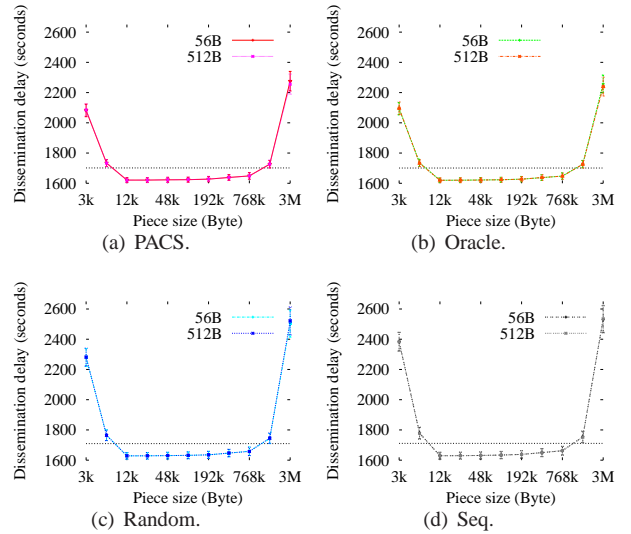 2600
2400
2200
2000
1800
1600
3k 12k 48k 192k 768k 3M
Dissemination delay (seconds)
Piece size (Byte)
56B
512B
(a) PACS.
2600
2400
2200
2000
1800
1600
3k 12k 48k 192k 768k 3M
Dissemination delay (seconds)
Piece size (Byte)
56B
512B
(b) Oracle.
2600
2400
2200
2000
1800
1600
3k 12k 48k 192k 768k 3M
Dissemination delay (seconds)
Piece size (Byte)
56B
512B
(c) Random.
2600
2400
2200
2000
1800
1600
3k 12k 48k 192k 768k 3M
Dissemination delay (seconds)
Piece size (Byte)
56B
512B
(d) Seq.